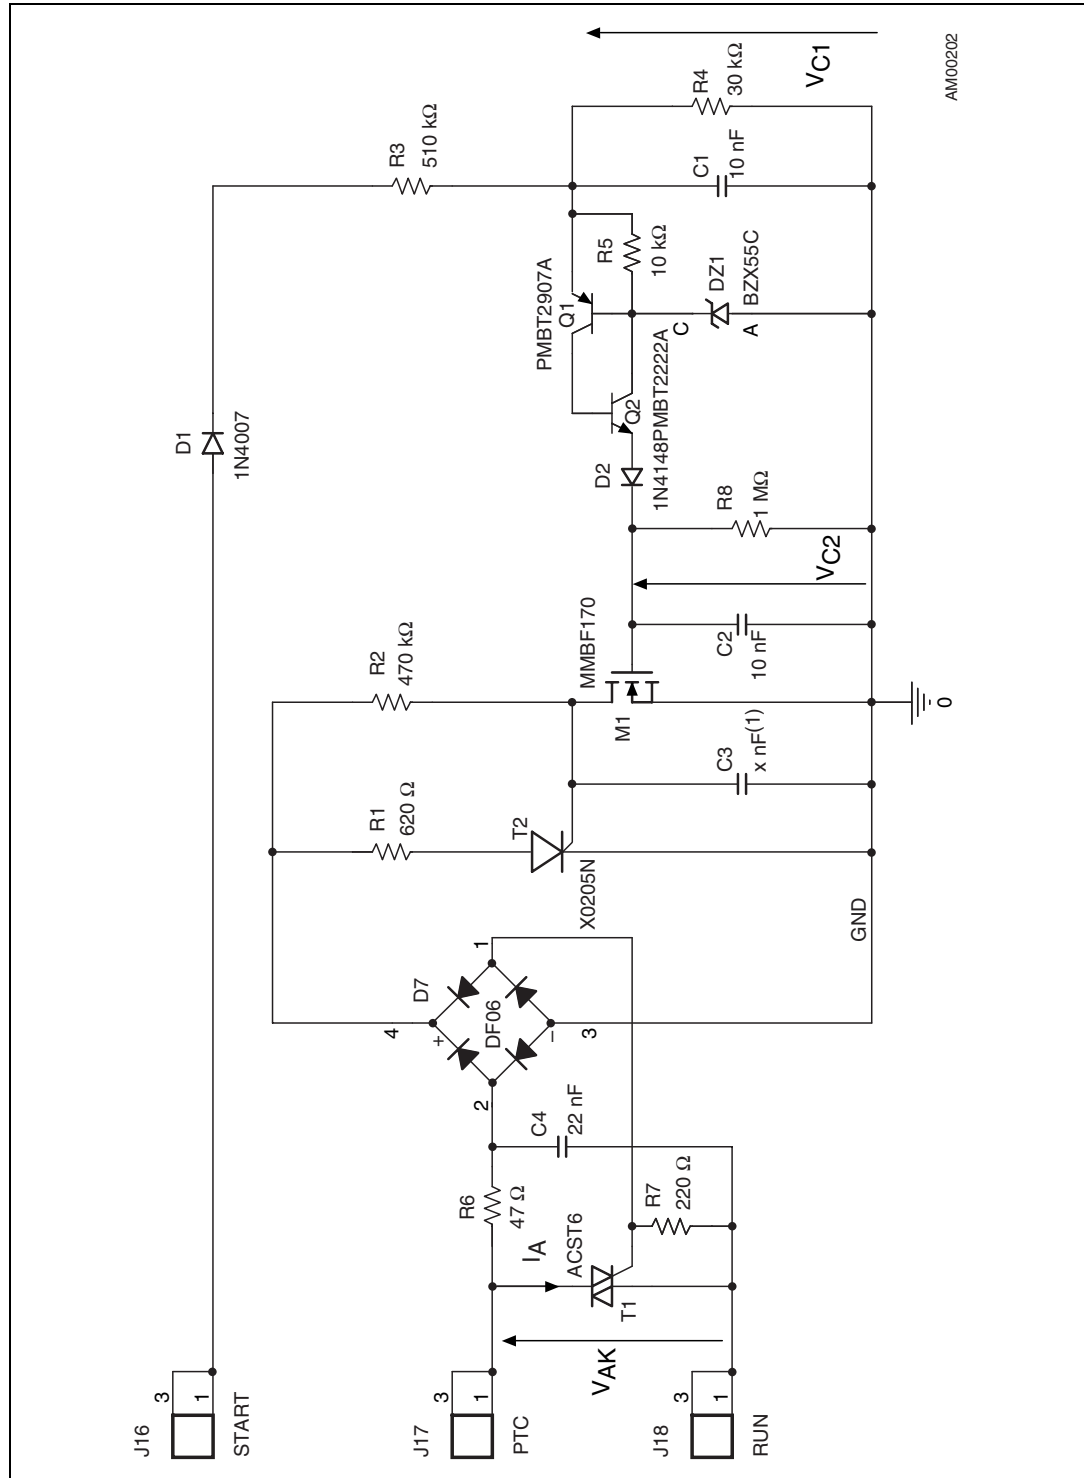 J16
3
1
START
J17
3
1
PTC
J18
3
1
RUN
VAK
IA
ACST6
T1
R6
47 Ω
R7
220 Ω
C4
22 nF
2
1
4
3
D7
DF06
+
–
GND
X0205N
T2
R1
620 Ω
R2
470 kΩ
C3
x nF(1)
M1
MMBF170
0
C2
10 nF
VC2
R8
1 MΩ
D2
1N4148
Q2
PMBT2222A
D1
1N4007
PMBT2907A
Q1
C
A
DZ1
BZX55C
R5
10 kΩ
R3
510 kΩ
C1
10 nF
R4
30 kΩ
VC1
AM00202